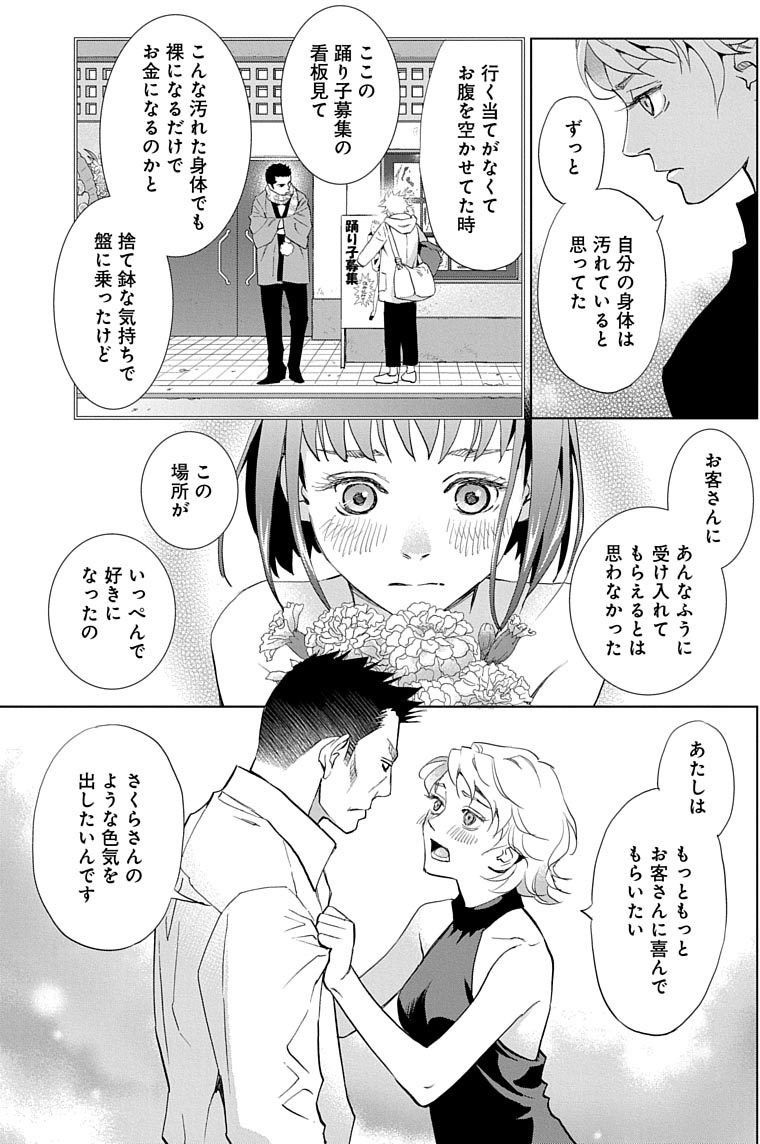 ずっと
自分の身体は
汚れていると
思ってた
行く当てがなくて
お腹を空かせてた時
ここの
踊り子募集の
看板見て
踊り子募集
こんな汚れた身体でも
裸になるだけで
お金になるのかと
捨て鉢な気持ちで
盤に乗ったけど
お客さんに
あんなふうに
受け入れて
もらえるとは
思わなかった
この
場所が
いっぺんで
好きに
なったの
あたしは
もっともっと
お客さんに喜んで
もらいたい
さくらさんの
ような色気を
出したいんです